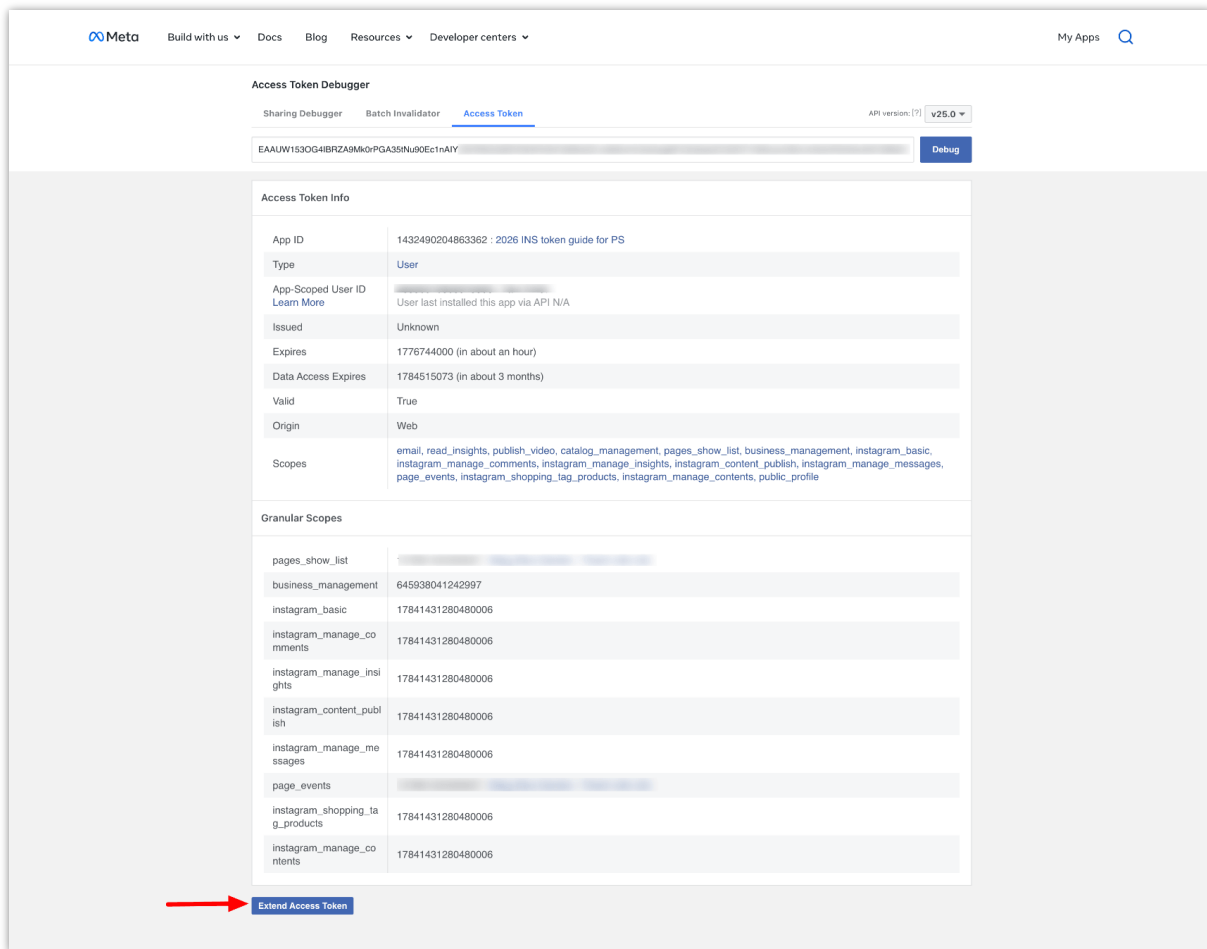 Meta Build with us Docs Blog Resources Developer centers My Apps
Access Token Debugger
Sharing Debugger Batch Invalidator Access Token API version: [?] v25.0
EAAUW153OG4IBRZA9Mk0rPGA35tNu90Ec1nAIY Debug
Access Token Info
App ID 1432490204863362 : 2026 INS token guide for PS
Type User
App-Scoped User ID
Learn More User last installed this app via API N/A
Issued Unknown
Expires 1776744000 (in about an hour)
Data Access Expires 1784515073 (in about 3 months)
Valid True
Origin Web
Scopes email, read_insights, publish_video, catalog_management, pages_show_list, business_management, instagram_basic,
instagram_manage_comments, instagram_manage_insights, instagram_content_publish, instagram_manage_messages,
page_events, instagram_shopping_tag_products, instagram_manage_contents, public_profile
Granular Scopes
pages_show_list
business_management 645938041242997
instagram_basic 17841431280480006
instagram_manage_co
mments 17841431280480006
instagram_manage_insi
ghts 17841431280480006
instagram_content_publ
ish 17841431280480006
instagram_manage_me
ssages 17841431280480006
page_events
instagram_shopping_ta
g_products 17841431280480006
instagram_manage_co
ntents 17841431280480006
Extend Access Token